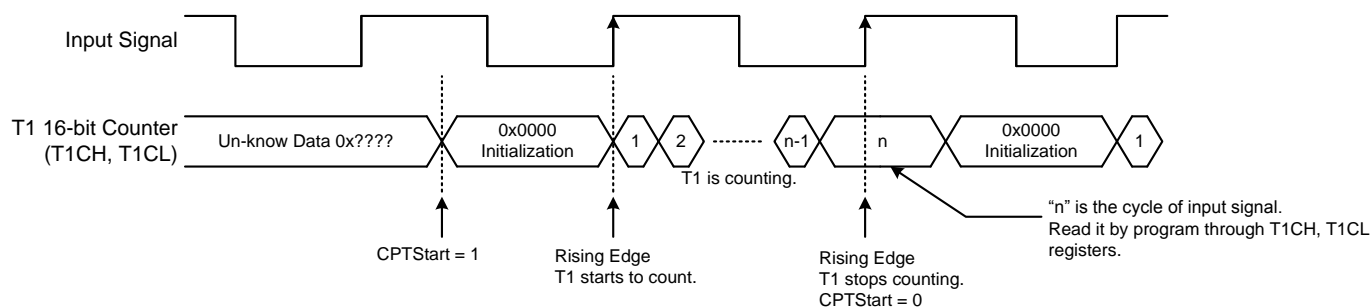 Input Signal
T1 16-bit Counter
(T1CH, T1CL)
Un-know Data 0x????
0x0000
Initialization
1
2
n-1
n
0x0000
Initialization
1
T1 is counting.
CPTStart = 1
Rising Edge
T1 starts to count.
Rising Edge
T1 stops counting.
CPTStart = 0
“n” is the cycle of input signal.
Read it by program through T1CH, T1CL
registers.